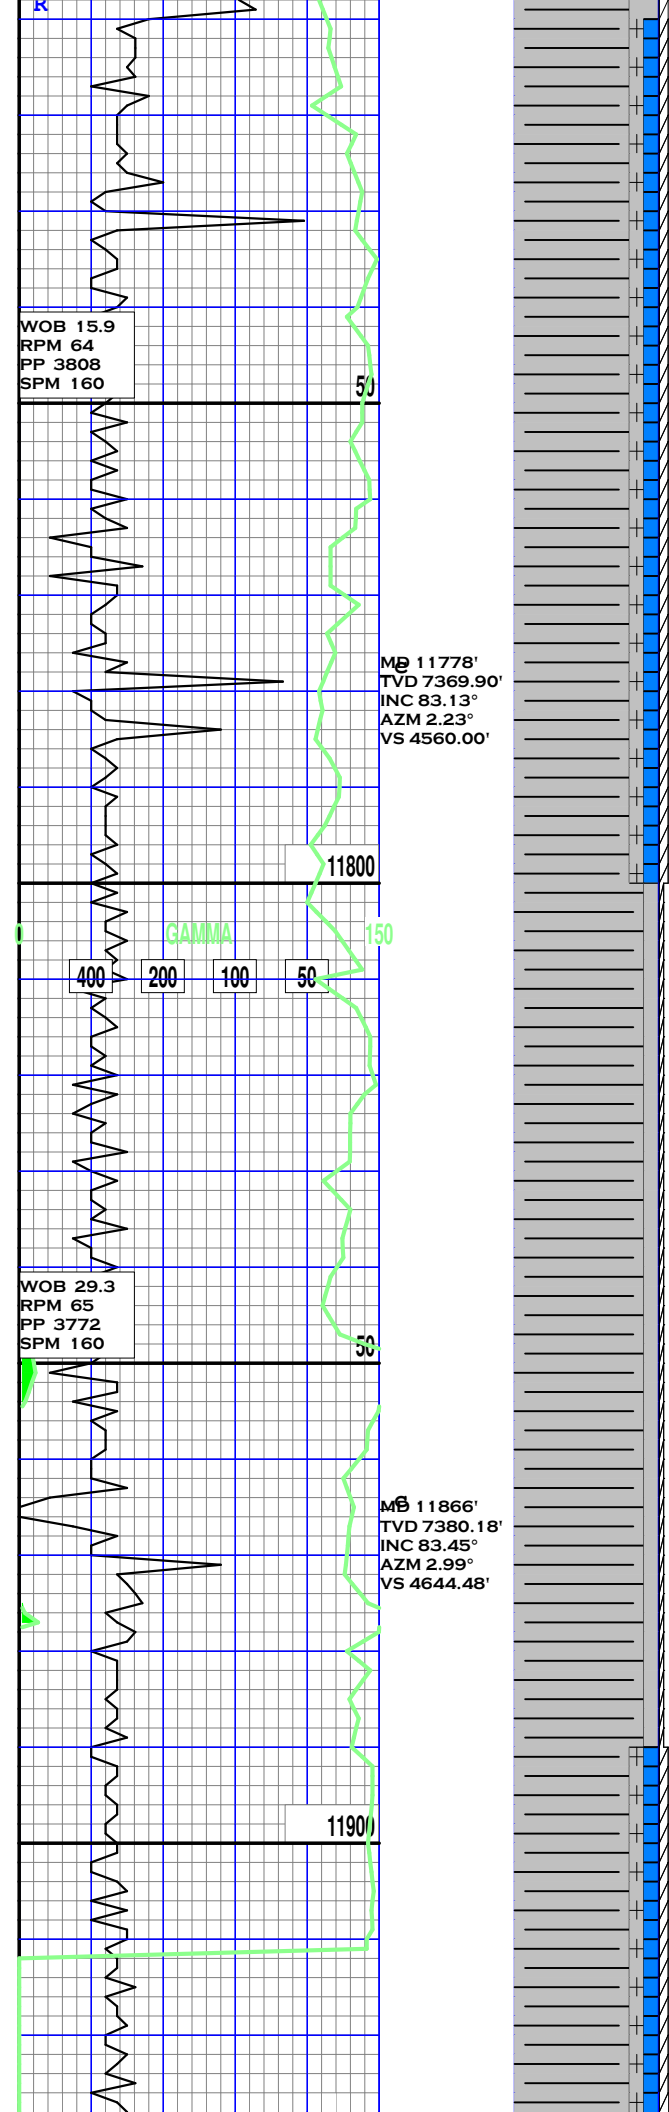 R
WOB 15.9
RPM 64
PP 3808
SPM 160
50
MD 11778'
C
TVD 7369.90'
INC 83.13°
AZM 2.23°
VS 4560.00'
11800
0 GAMMA 150
400 200 100 50
WOB 29.3
RPM 65
PP 3772
SPM 160
50
MD 11866'
C
TVD 7380.18'
INC 83.45°
AZM 2.99°
VS 4644.48'
11900